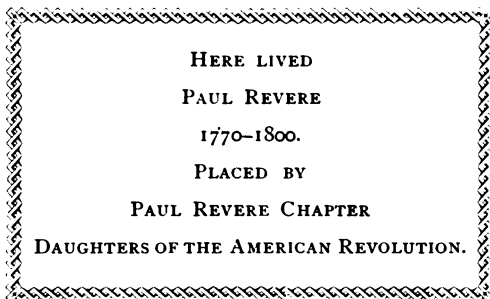 Here lived
Paul Revere
1770–1800.
Placed by
Paul Revere Chapter
Daughters of the American Revolution.